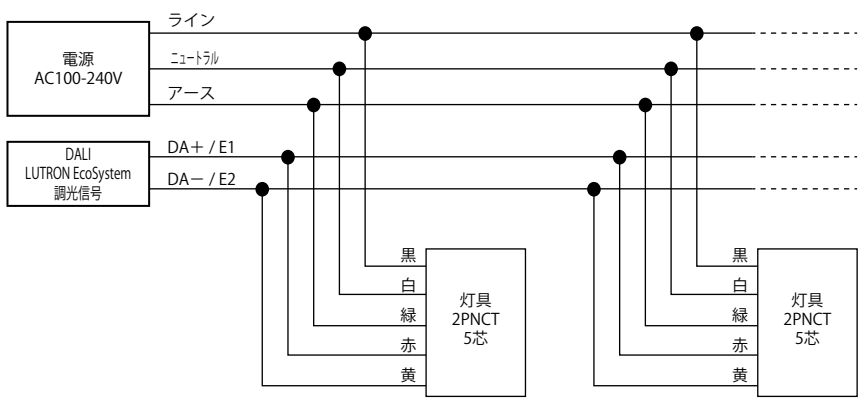 電源
AC100-240V
ライン
ニュートラル
アース
DALI
LUTRON EcoSystem
調光信号
DA＋ / E1
DA－ / E2
黒
白
緑
赤
黄
灯具
2PNCT
5芯
黒
白
緑
赤
黄
灯具
2PNCT
5芯